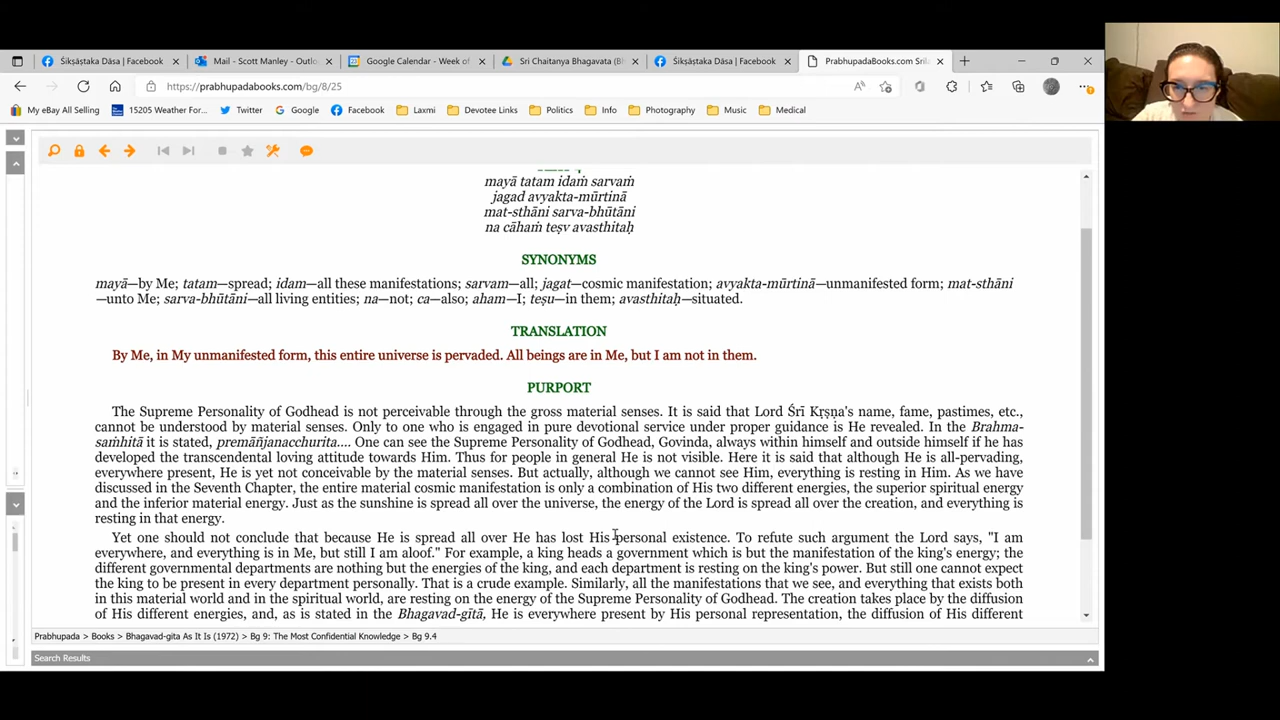 Śikṣāṣṭaka Dāsa | Facebook
Mail - Scott Manley - Outlo
Google Calendar - Week of
Sri Chaitanya Bhagavata (Bh
Śikṣāṣṭaka Dāsa | Facebook
PrabhupadaBooks.com Sril
https://prabhupadabooks.com/bg/8/25
My eBay All Selling
15205 Weather For...
Twitter
Google
Facebook
Laxmi
Devotee Links
Politics
Info
Photography
Music
Medical
mayā tatam idaṁ sarvaṁ
jagad avyakta-mūrtinā
mat-sthāni sarva-bhūtāni
na cāhaṁ teṣv avasthitaḥ
SYNONYMS
mayā—by Me; tatam—spread; idam—all these manifestations; sarvam—all; jagat—cosmic manifestation; avyakta-mūrtinā—unmanifested form; mat-sthāni
—unto Me; sarva-bhūtāni—all living entities; na—not; ca—also; aham—I; teṣu—in them; avasthitaḥ—situated.
TRANSLATION
By Me, in My unmanifested form, this entire universe is pervaded. All beings are in Me, but I am not in them.
PURPORT
The Supreme Personality of Godhead is not perceivable through the gross material senses. It is said that Lord Śrī Kṛṣṇa's name, fame, pastimes, etc.,
cannot be understood by material senses. Only to one who is engaged in pure devotional service under proper guidance is He revealed. In the Brahma-
saṁhitā it is stated, premāñjanacchurita.... One can see the Supreme Personality of Godhead, Govinda, always within himself and outside himself if he has
developed the transcendental loving attitude towards Him. Thus for people in general He is not visible. Here it is said that although He is all-pervading,
everywhere present, He is yet not conceivable by the material senses. But actually, although we cannot see Him, everything is resting in Him. As we have
discussed in the Seventh Chapter, the entire material cosmic manifestation is only a combination of His two different energies, the superior spiritual energy
and the inferior material energy. Just as the sunshine is spread all over the universe, the energy of the Lord is spread all over the creation, and everything is
resting in that energy.
Yet one should not conclude that because He is spread all over He has lost His personal existence. To refute such argument the Lord says, "I am
everywhere, and everything is in Me, but still I am aloof." For example, a king heads a government which is but the manifestation of the king's energy; the
different governmental departments are nothing but the energies of the king, and each department is resting on the king's power. But still one cannot expect
the king to be present in every department personally. That is a crude example. Similarly, all the manifestations that we see, and everything that exists both
in this material world and in the spiritual world, are resting on the energy of the Supreme Personality of Godhead. The creation takes place by the diffusion
of His different energies, and, as is stated in the Bhagavad-gītā, He is everywhere present by His personal representation, the diffusion of His different
Prabhupada > Books > Bhagavad-gita As It Is (1972) > Bg 9: The Most Confidential Knowledge > Bg 9.4
Search Results